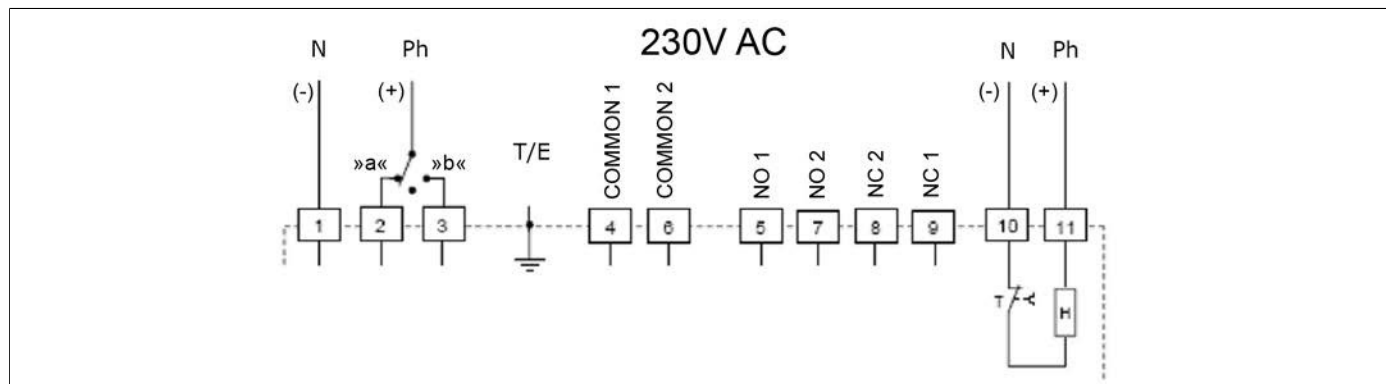 230V AC
N Ph N Ph
(-) (+) (-) (+)
»a« »b« T/E COMMON 1 COMMON 2 NO 1 NO 2 NC 2 NC 1
1 2 3 4 6 5 7 8 9 10 11
T H